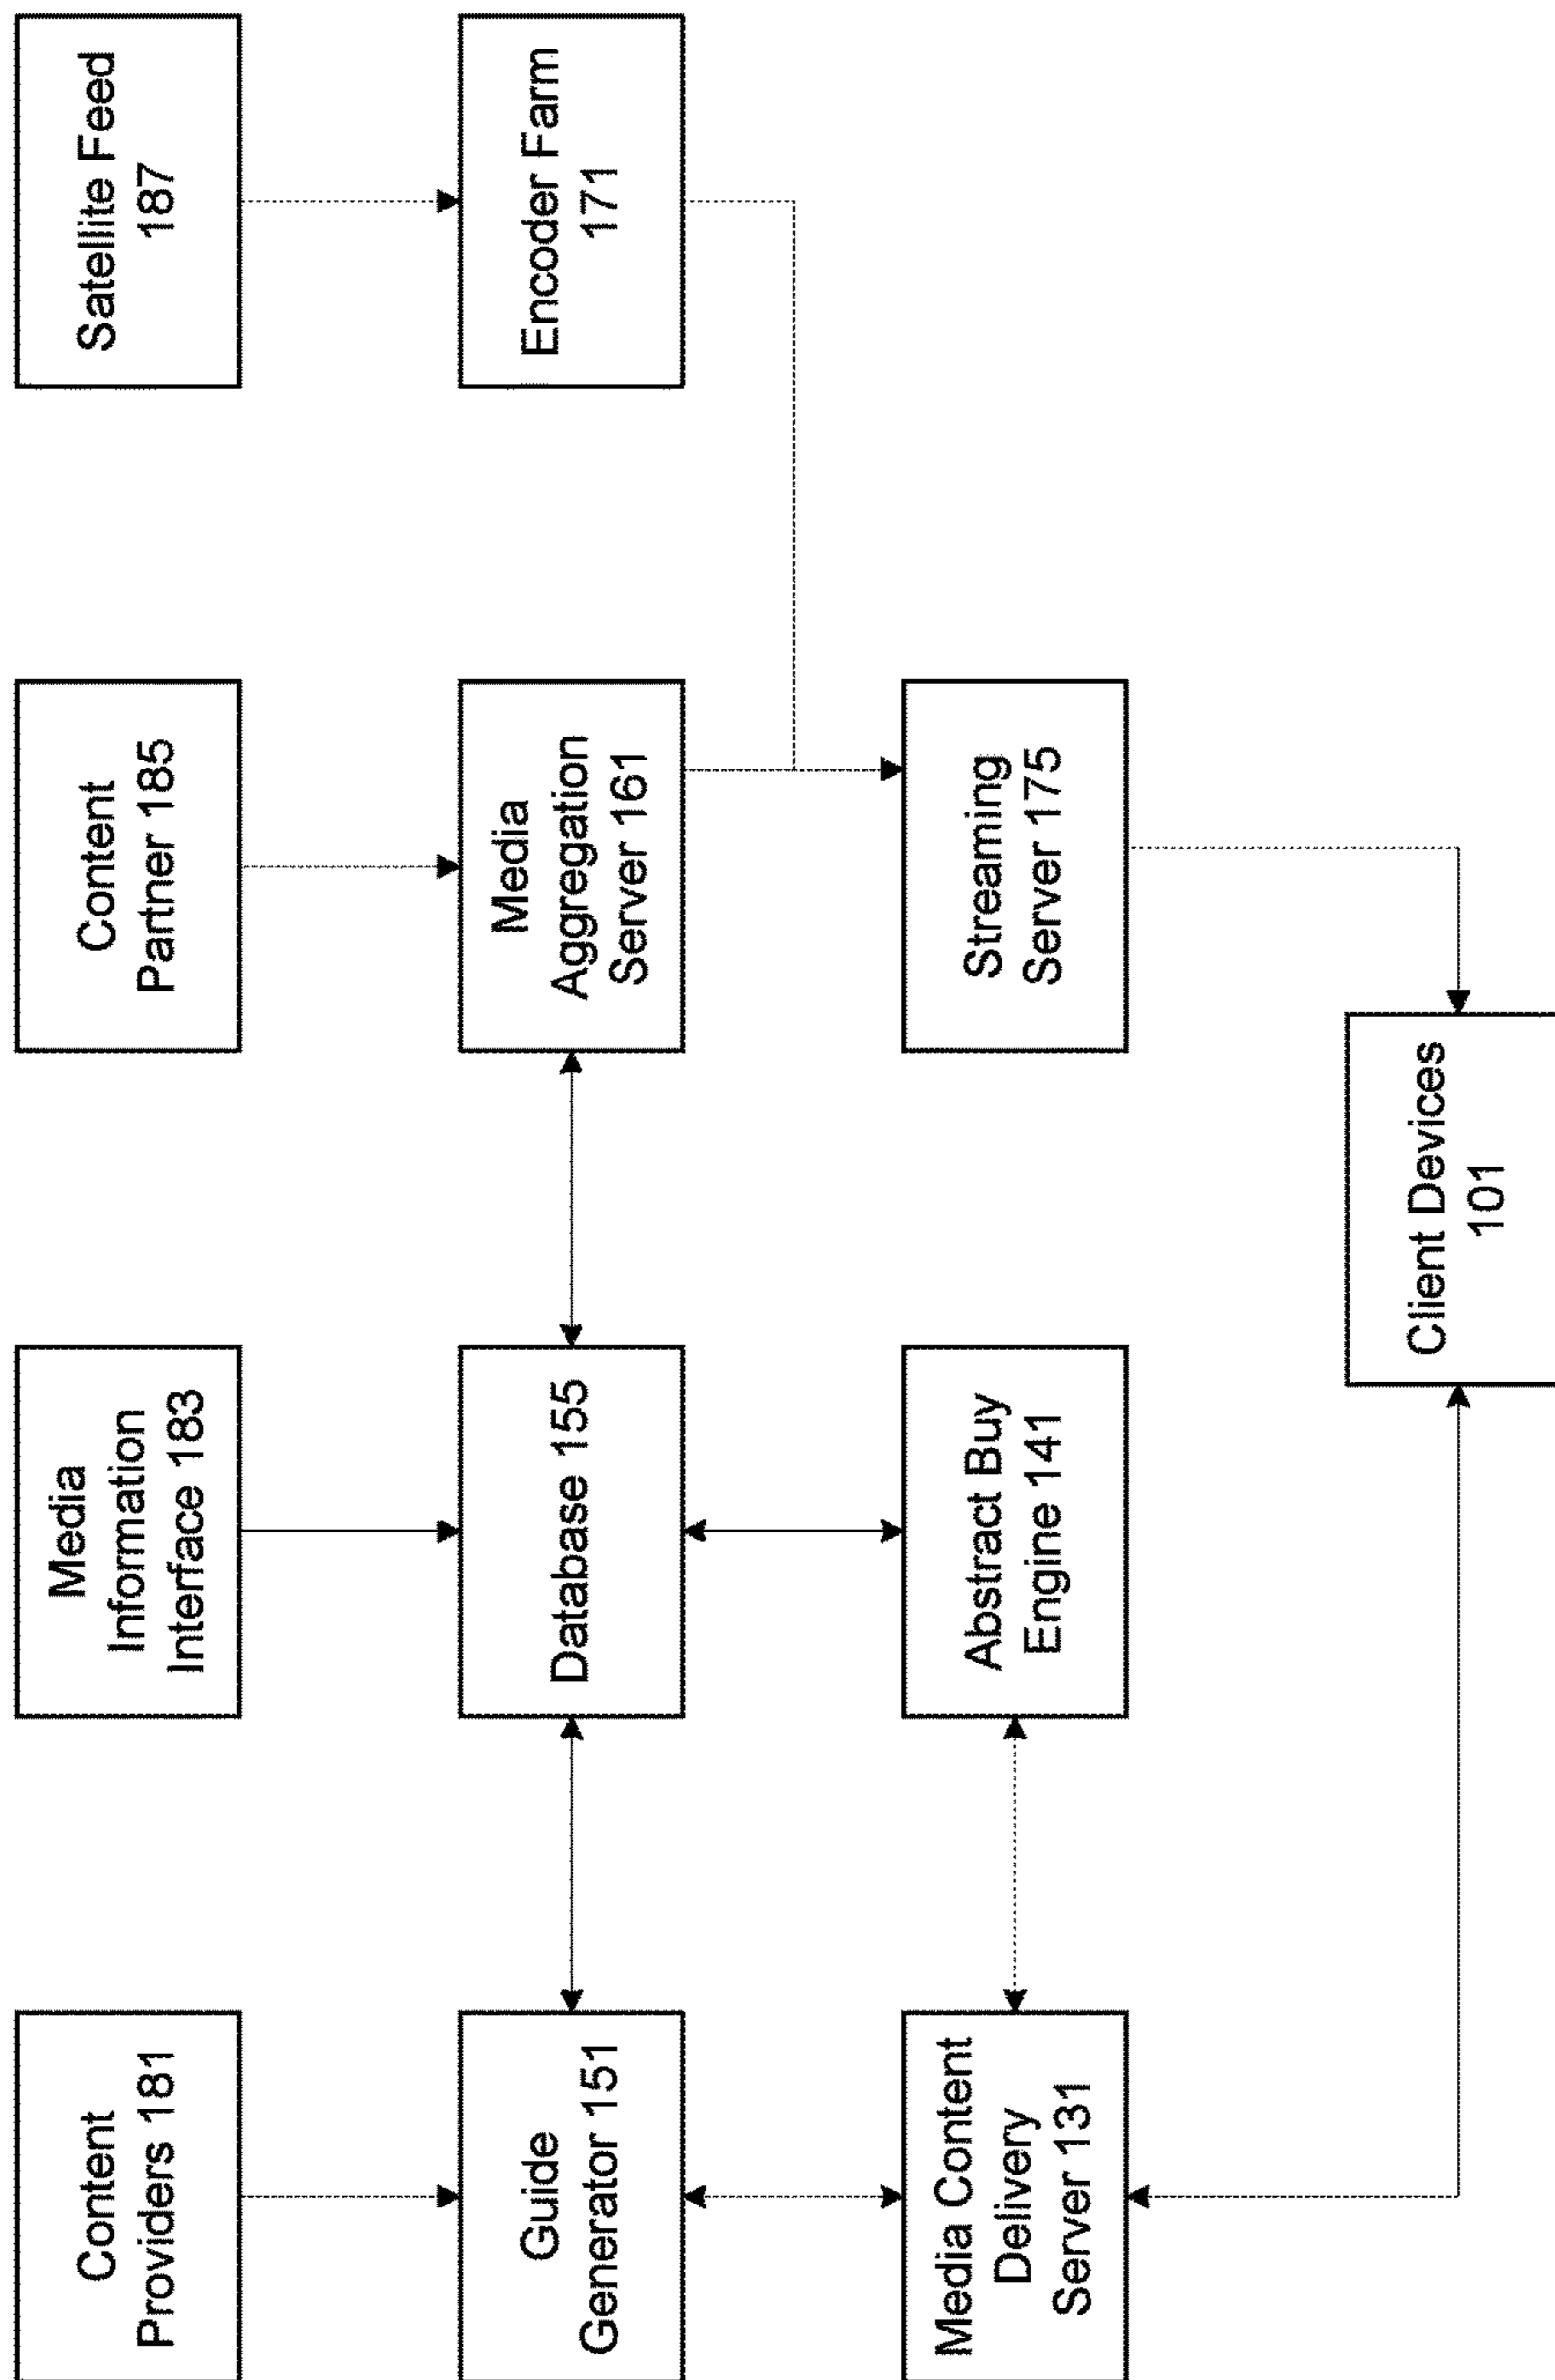 Content
Providers 181
Media
Information
Interface 183
Content
Partner 185
Satellite Feed
187
Guide
Generator 151
Database 155
Media
Aggregation
Server 161
Encoder Farm
171
Media Content
Delivery
Server 131
Abstract Buy
Engine 141
Streaming
Server 175
Client Devices
101